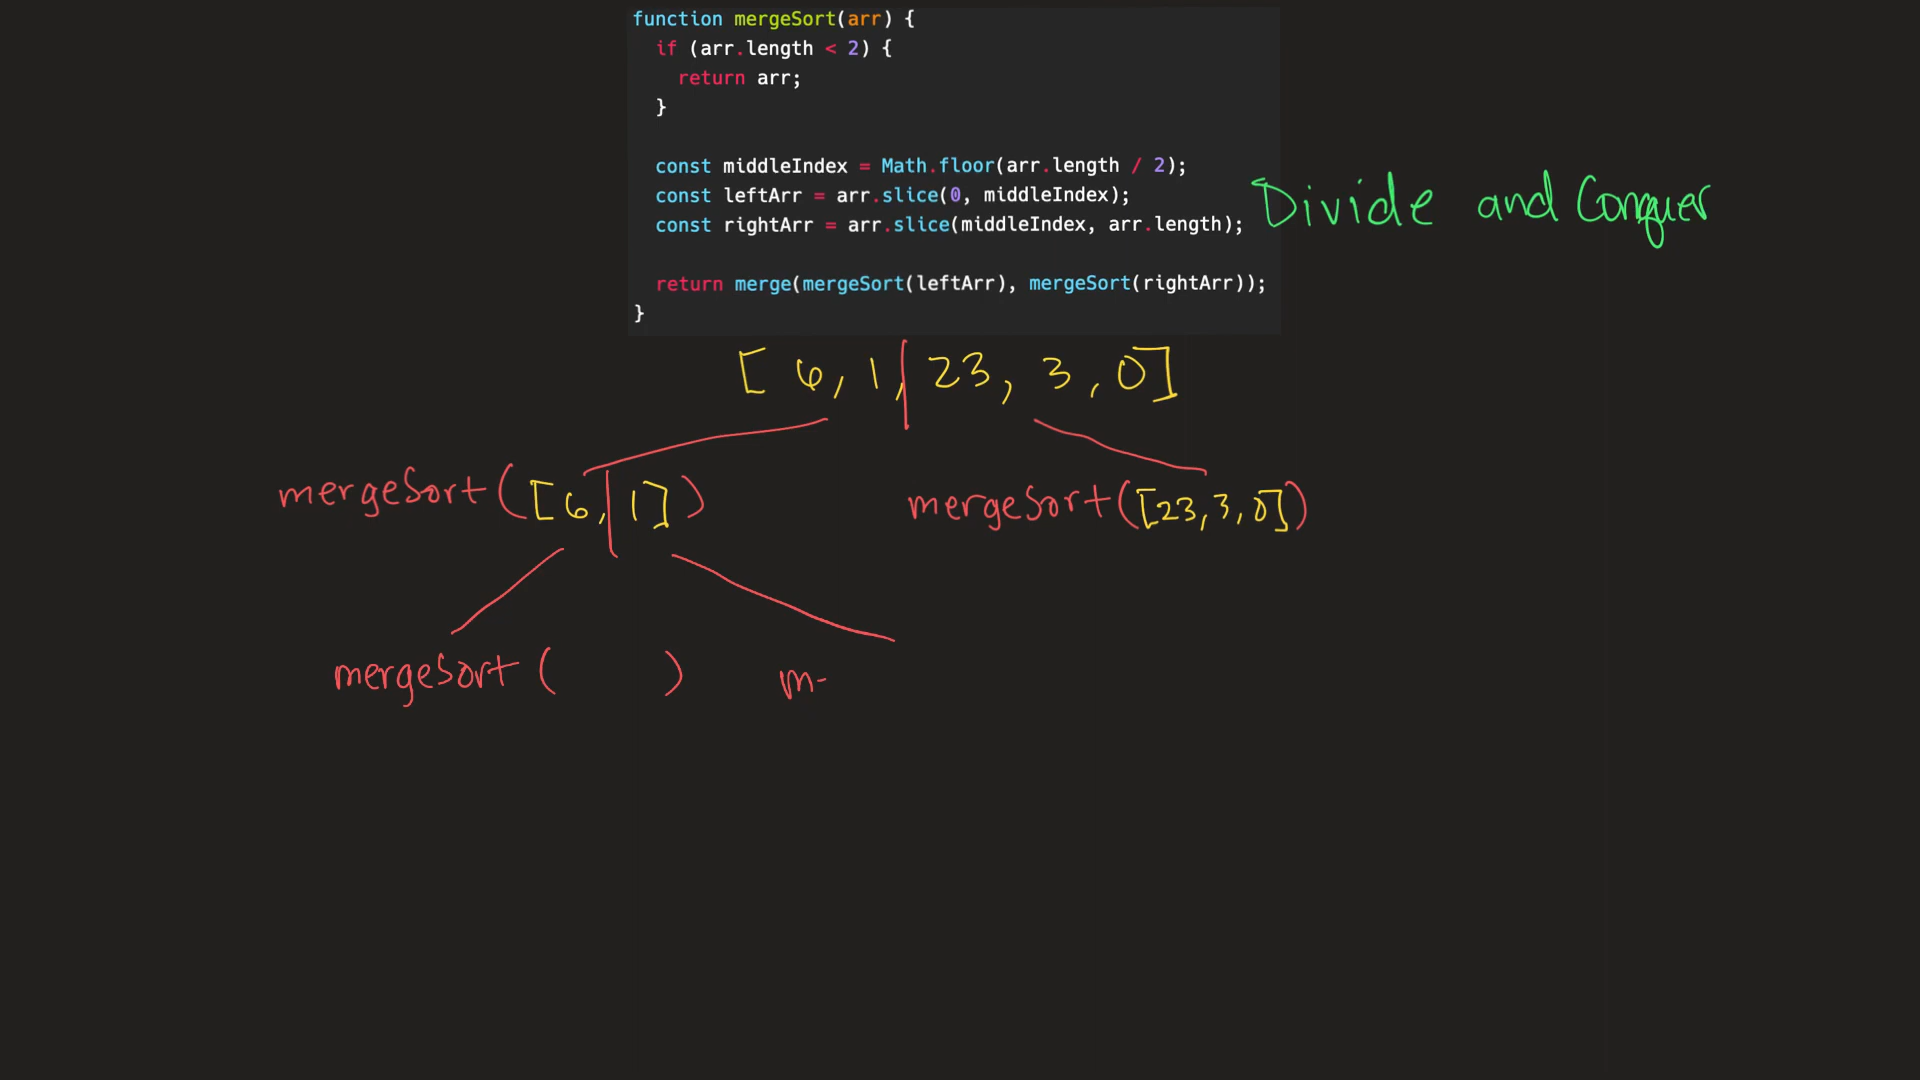 function mergeSort(arr) {
if (arr.length < 2) {
return arr;
}
const middleIndex = Math.floor(arr.length / 2);
const leftArr = arr.slice(0, middleIndex);
const rightArr = arr.slice(middleIndex, arr.length);
Divide and Conquer
return merge(mergeSort(leftArr), mergeSort(rightArr));
}
[ 6, 1, | 23, 3, 0]
mergeSort([6, | 1])
mergeSort([23, 3, 0])
mergeSort( )
m-